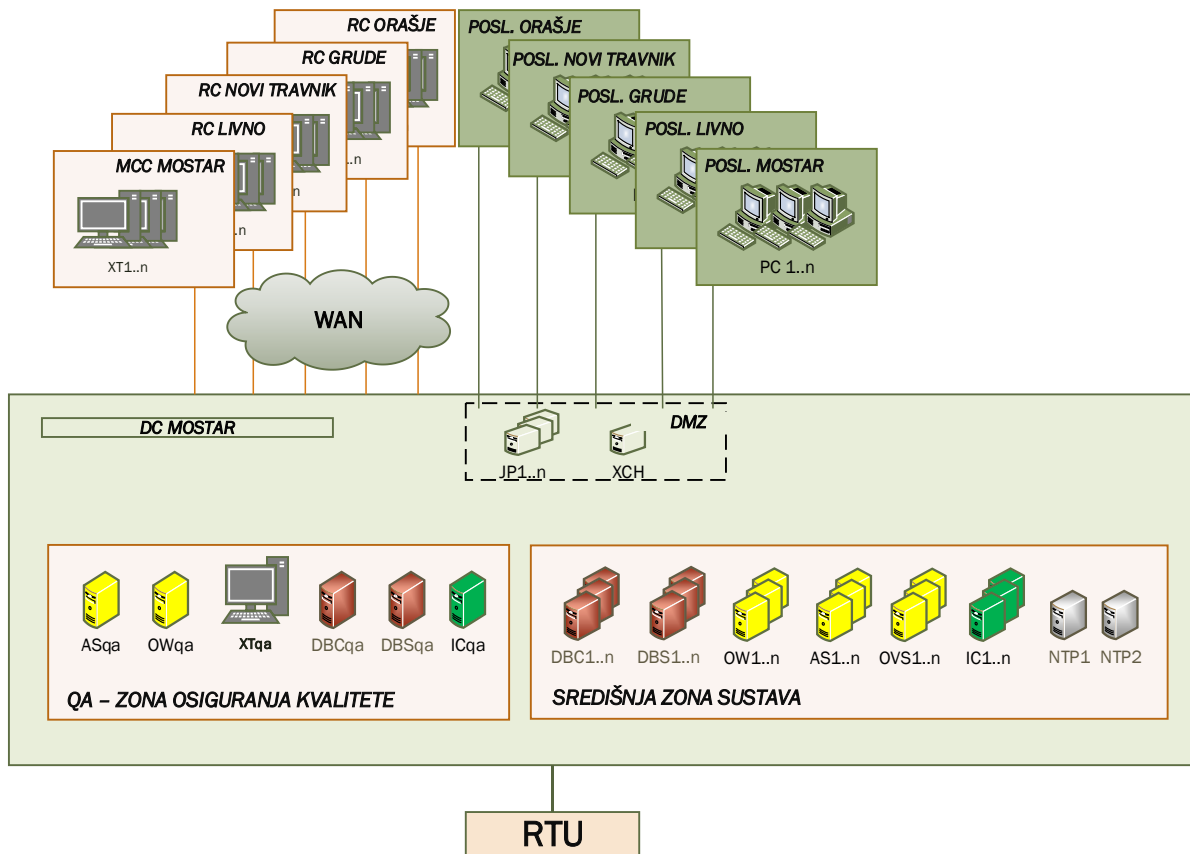 RC ORAŠJE
POSL. ORAŠJE
RC GRUDE
POSL. NOVI TRAVNIK
RC NOVI TRAVNIK
POSL. GRUDE
RC LIVNO
POSL. LIVNO
MCC MOSTAR
POSL. MOSTAR
..n
.n
..n
XT1..n
PC 1..n
WAN
DC MOSTAR
DMZ
JP1..n
XCH
ASqa
OWqa
XTqa
DBCqa
DBSqa
ICqa
QA – ZONA OSIGURANJA KVALITETE
DBC1..n
DBS1..n
OW1..n
AS1..n
OVS1..n
IC1..n
NTP1
NTP2
SREDIŠNJA ZONA SUSTAVA
RTU